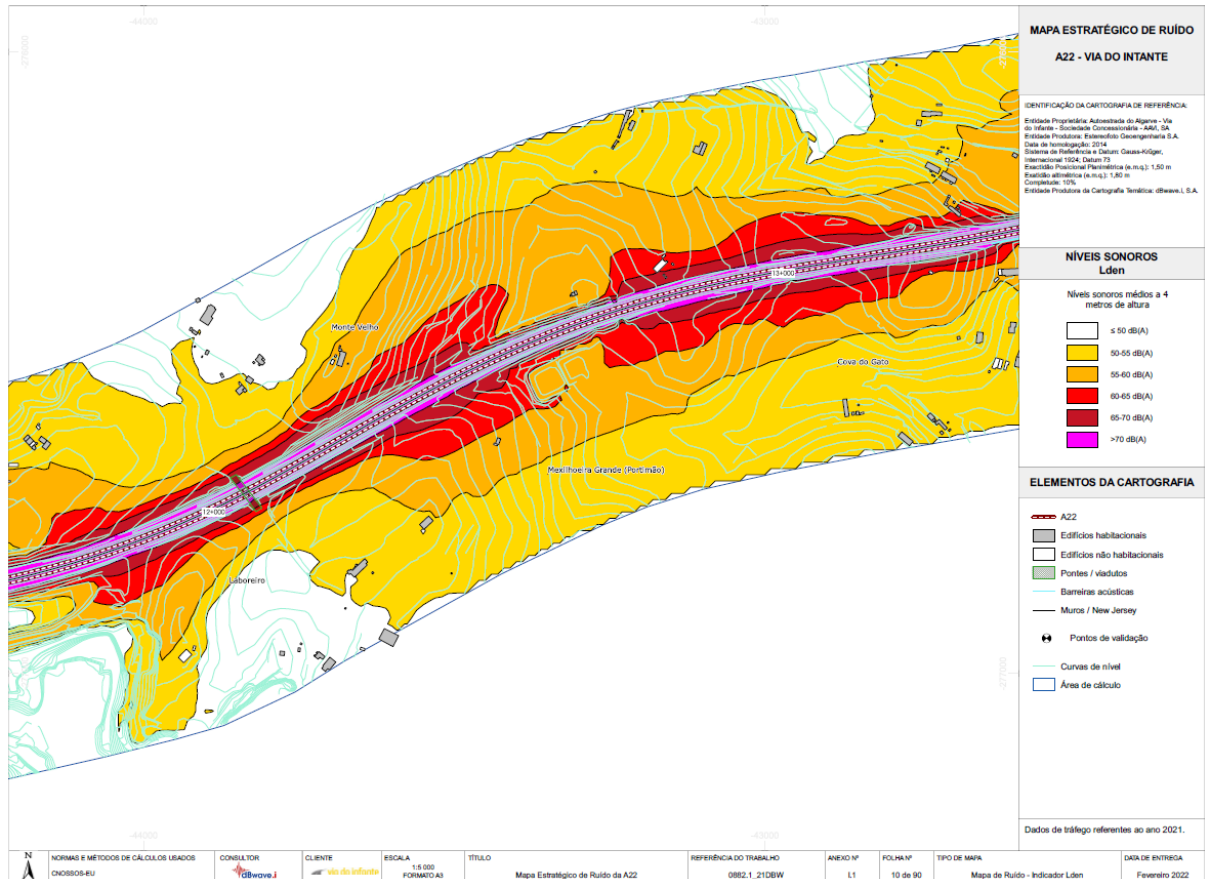 -44000
-43000
-276000
MAPA ESTRATÉGICO DE RUÍDO
A22 - VIA DO INTANTE
IDENTIFICAÇÃO DA CARTOGRAFIA DE REFERÊNCIA:
Entidade Proprietária: Autoestrada do Algarve - Via
do Infante - Sociedade Concessionária - AAVI, SA
Entidade Produtora: Estereofoto Geoengenharia S.A.
Data de homologação: 2014
Sistema de Referência e Datum: Gauss-Krüger,
Internacional 1924; Datum 73
Exactidão Posicional Planimétrica (e.m.q.): 1,50 m
Exatidão altimétrica (e.m.q.): 1,80 m
Completude: 10%
Entidade Produtora da Cartografia Temática: dBwave.i, S.A.
NÍVEIS SONOROS
Lden
Níveis sonoros médios a 4
metros de altura
≤ 50 dB(A)
50-55 dB(A)
55-60 dB(A)
60-65 dB(A)
65-70 dB(A)
>70 dB(A)
ELEMENTOS DA CARTOGRAFIA
A22
Edifícios habitacionais
Edifícios não habitacionais
Pontes / viadutos
Barreiras acústicas
Muros / New Jersey
Pontos de validação
Curvas de nível
Área de cálculo
13+000
Monte Velho
Cova do Gato
Mexilhoeira Grande (Portimão)
12+000
Laboreiro
-277000
-44000
-43000
Dados de tráfego referentes ao ano 2021.
N
NORMAS E MÉTODOS DE CÁLCULOS USADOS
CNOSSOS-EU
CONSULTOR
dBwave.i
CLIENTE
via do infante
ESCALA
1:5 000
FORMATO A3
TÍTULO
Mapa Estratégico de Ruído da A22
REFERÊNCIA DO TRABALHO
0882.1_21DBW
ANEXO Nº
I.1
FOLHA Nº
10 de 90
TIPO DE MAPA
Mapa de Ruído - Indicador Lden
DATA DE ENTREGA
Fevereiro 2022